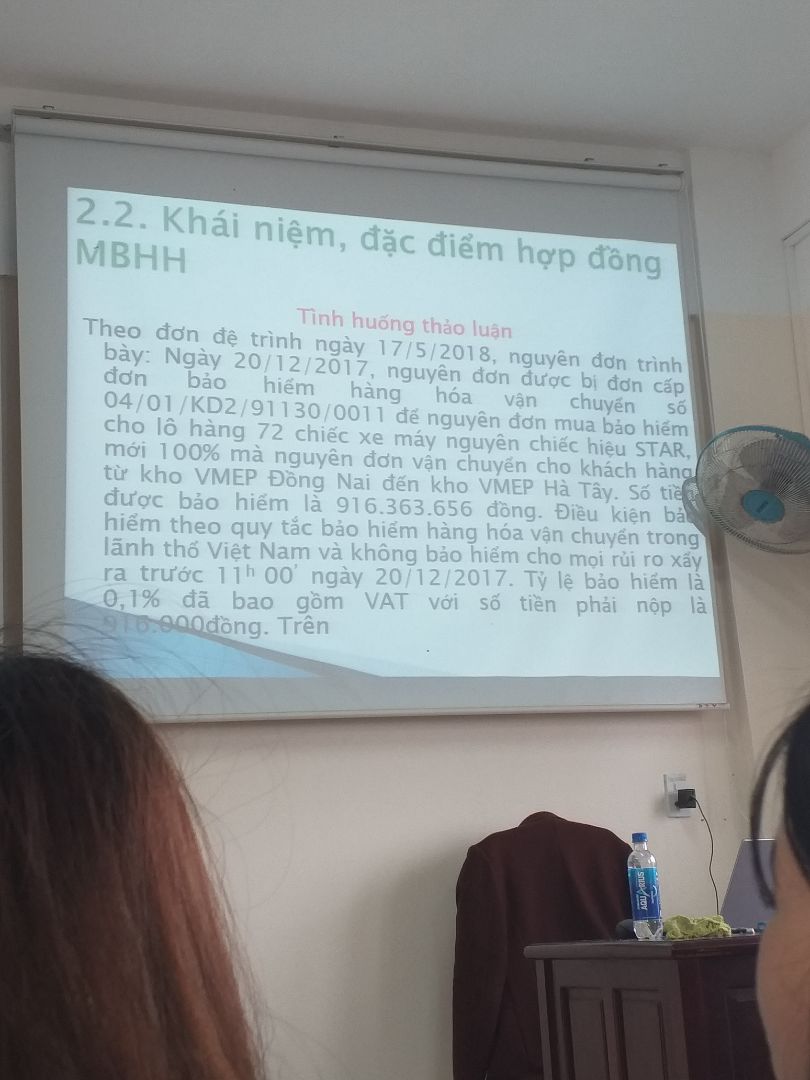 2.2. Khái niệm, đặc điểm hợp đồng
MBHH
Tình huống thảo luận
Theo đơn đệ trình ngày 17/5/2018, nguyên đơn trình
bày: Ngày 20/12/2017, nguyên đơn được bị đơn cấp
đơn bảo hiểm hàng hóa vận chuyển số
04/01/KD2/91130/0011 để nguyên đơn mua bảo hiểm
cho lô hàng 72 chiếc xe máy nguyên chiếc hiệu STAR,
mới 100% mà nguyên đơn vận chuyển cho khách hàng
từ kho VMEP Đồng Nai đến kho VMEP Hà Tây. Số tiền
được bảo hiểm là 916.363.656 đồng. Điều kiện bảo
hiểm theo quy tắc bảo hiểm hàng hóa vận chuyển trong
lãnh thổ Việt Nam và không bảo hiểm cho mọi rủi ro xẩy
ra trước 11h 00' ngày 20/12/2017. Tỷ lệ bảo hiểm là
0,1% đã bao gồm VAT với số tiền phải nộp là
916.000đồng. Trên
AQUARIUS